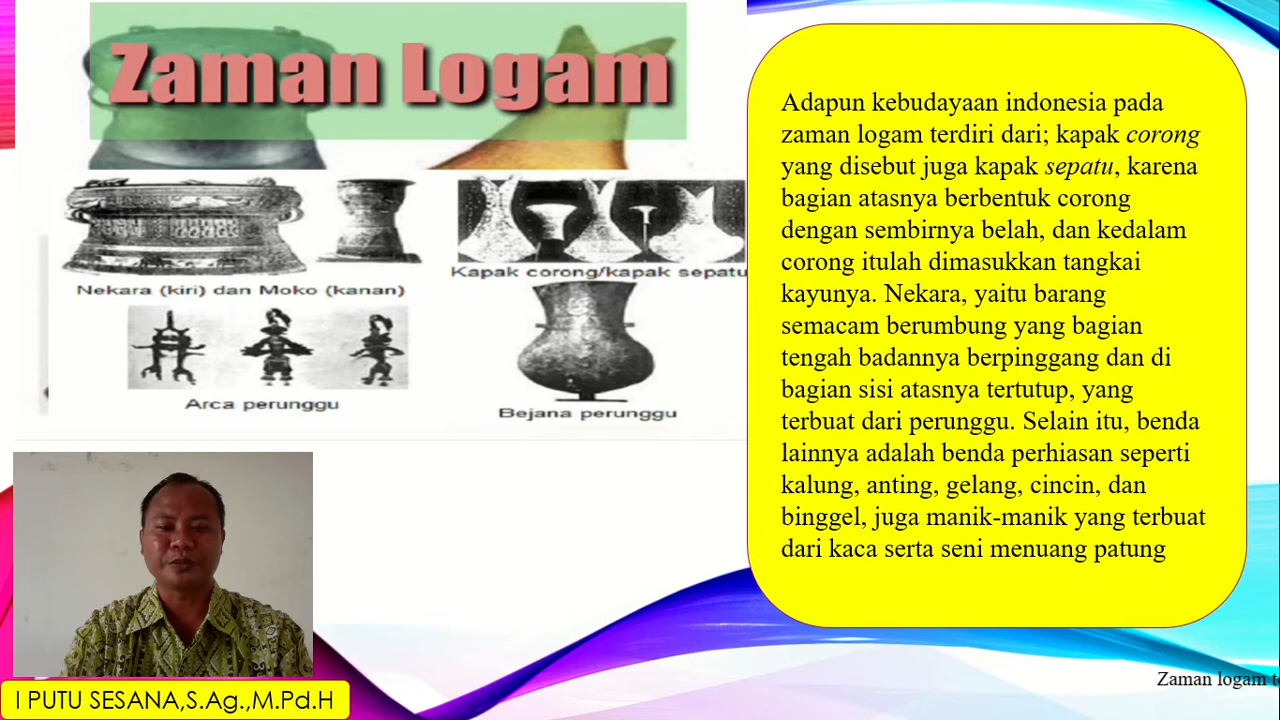 Zaman Logam
Nekara (kiri) dan Moko (kanan)
Kapak corong/kapak sepatu
Arca perunggu
Bejana perunggu
Adapun kebudayaan indonesia pada
zaman logam terdiri dari; kapak corong
yang disebut juga kapak sepatu, karena
bagian atasnya berbentuk corong
dengan sembirnya belah, dan kedalam
corong itulah dimasukkan tangkai
kayunya. Nekara, yaitu barang
semacam berumbung yang bagian
tengah badannya berpinggang dan di
bagian sisi atasnya tertutup, yang
terbuat dari perunggu. Selain itu, benda
lainnya adalah benda perhiasan seperti
kalung, anting, gelang, cincin, dan
binggel, juga manik-manik yang terbuat
dari kaca serta seni menuang patung
I PUTU SESANA,S.Ag.,M.Pd.H
Zaman logam